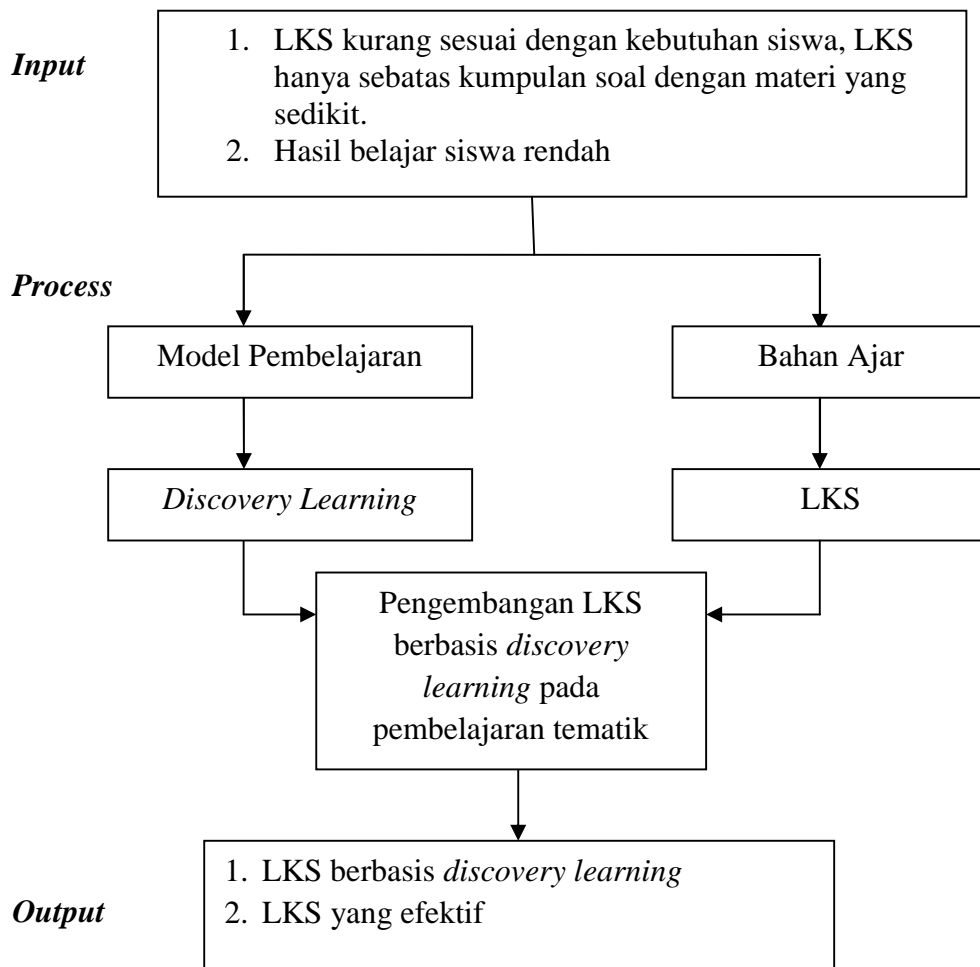 Input
1. LKS kurang sesuai dengan kebutuhan siswa, LKS
hanya sebatas kumpulan soal dengan materi yang
sedikit.
2. Hasil belajar siswa rendah
Process
Model Pembelajaran
Bahan Ajar
Discovery Learning
LKS
Pengembangan LKS
berbasis discovery
learning pada
pembelajaran tematik
1. LKS berbasis discovery learning
2. LKS yang efektif
Output